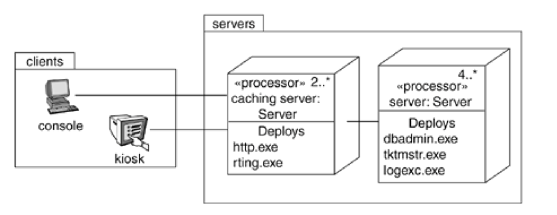 servers
clients
console
kiosk
«processor» 2..*
caching server:
Server
Deploys
http.exe
rting.exe
4..*
«processor»
server: Server
Deploys
dbadmin.exe
tktmstr.exe
logexc.exe